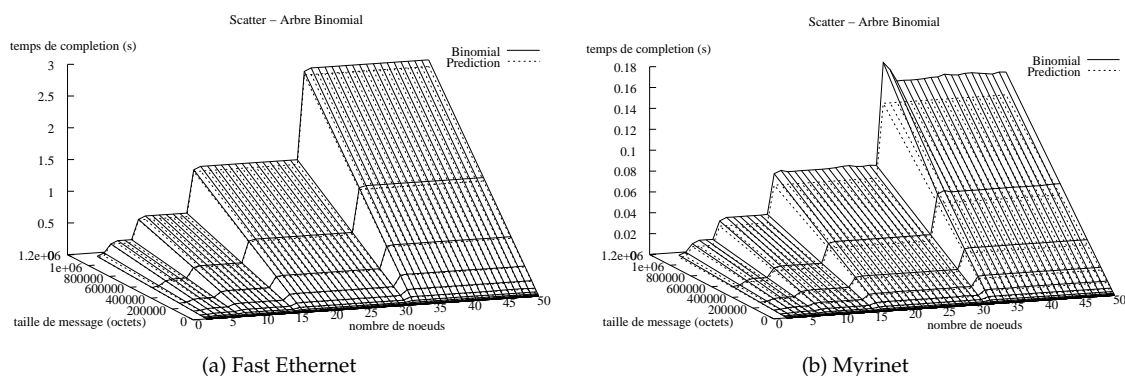 Scatter – Arbre Binomial
temps de completion (s)
Binomial
Prediction
3
2.5
2
1.5
1
0.5
0
1.2e+06
1e+06
800000
600000
400000
200000
0
taille de message (octets)
0
5
10
15
20
25
30
35
40
45
50
nombre de noeuds
(a) Fast Ethernet
Scatter – Arbre Binomial
temps de completion (s)
Binomial
Prediction
0.18
0.16
0.14
0.12
0.1
0.08
0.06
0.04
0.02
0
1.2e+06
1e+06
800000
600000
400000
200000
0
taille de message (octets)
0
5
10
15
20
25
30
35
40
45
50
nombre de noeuds
(b) Myrinet